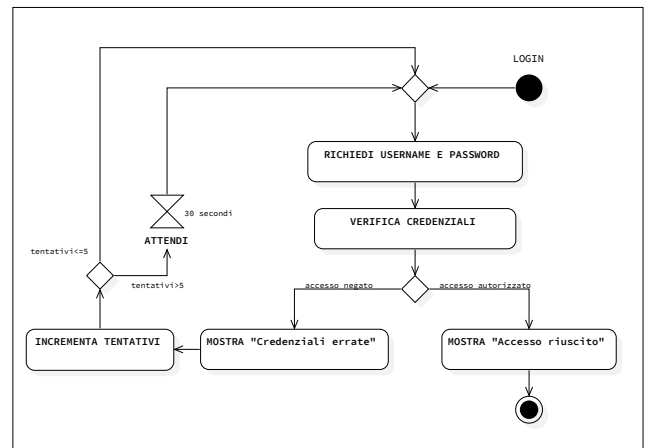 LOGIN
RICHIEDI USERNAME E PASSWORD
30 secondi
VERIFICA CREDENZIALI
ATTENDI
tentativi<=5
tentativi>5
accesso negato
accesso autorizzato
INCREMENTA TENTATIVI
MOSTRA "Credenziali errate"
MOSTRA "Accesso riuscito"